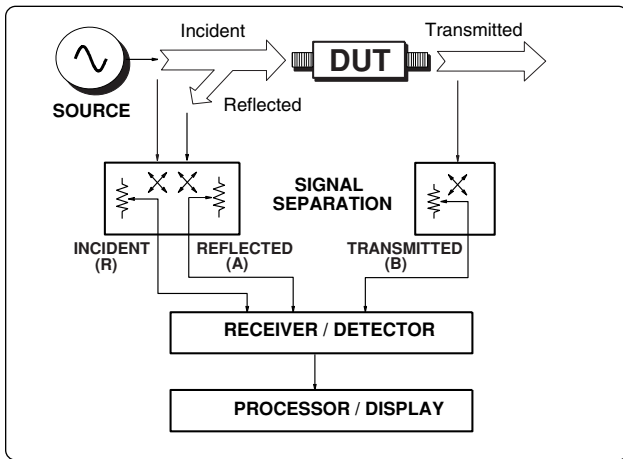 Incident
Transmitted
DUT
SOURCE
Reflected
SIGNAL
SEPARATION
INCIDENT
(R)
REFLECTED
(A)
TRANSMITTED
(B)
RECEIVER / DETECTOR
PROCESSOR / DISPLAY